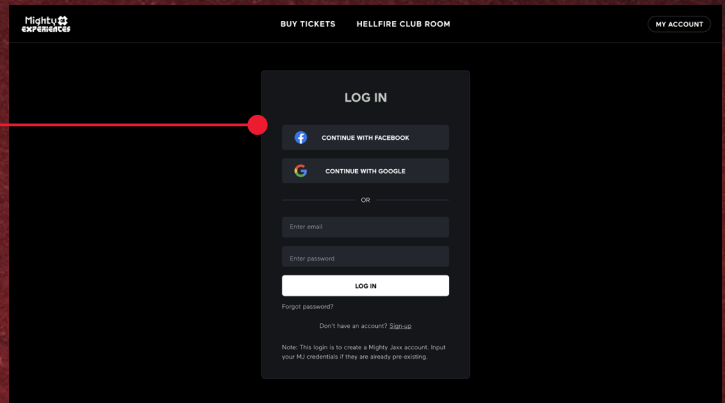 Mighty
EXPERIENCES
BUY TICKETS
HELLFIRE CLUB ROOM
MY ACCOUNT
LOG IN
CONTINUE WITH FACEBOOK
CONTINUE WITH GOOGLE
OR
Enter email
Enter password
LOG IN
Forgot password?
Don't have an account? Sign-up
Note: This login is to create a Mighty Jaxx account. Input
your MJ credentials if they are already pre-existing.